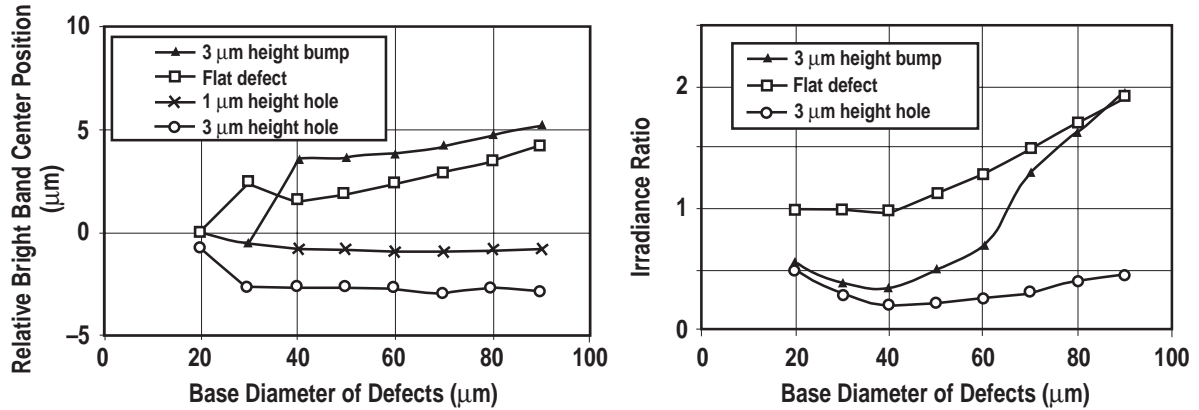 Relative Bright Band Center Position
(μm)
10
5
0
–5
3 μm height bump
Flat defect
1 μm height hole
3 μm height hole
0
20
40
60
80
100
Base Diameter of Defects (μm)
Irradiance Ratio
2
1
0
3 μm height bump
Flat defect
3 μm height hole
0
20
40
60
80
100
Base Diameter of Defects (μm)